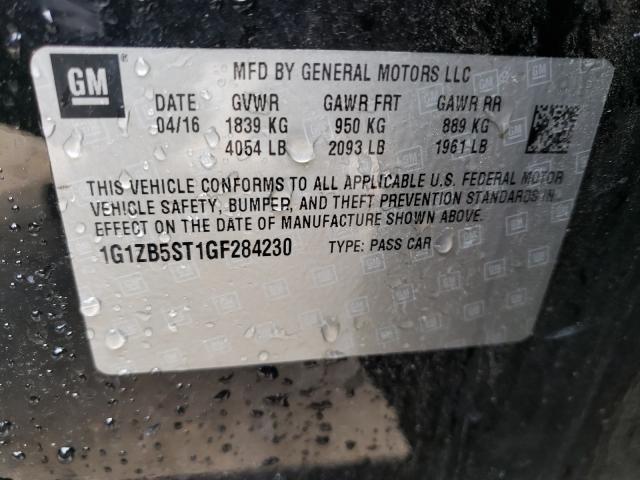 GM
MFD BY GENERAL MOTORS LLC
DATE GVWR GAWR FRT GAWR RR
04/16 1839 KG 950 KG 889 KG
4054 LB 2093 LB 1961 LB
THIS VEHICLE CONFORMS TO ALL APPLICABLE U.S. FEDERAL MOTOR
VEHICLE SAFETY, BUMPER, AND THEFT PREVENTION STANDARDS IN
EFFECT ON THE DATE OF MANUFACTURE SHOWN ABOVE.
1G1ZB5ST1GF284230 TYPE: PASS CAR